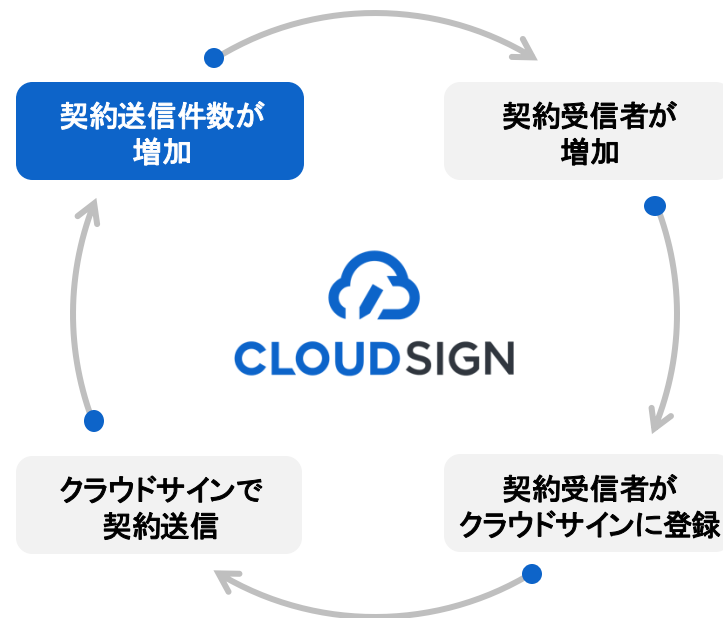 契約送信件数が
増加
契約受信者が
増加
CLOUDSIGN
クラウドサインで
契約送信
契約受信者が
クラウドサインに登録